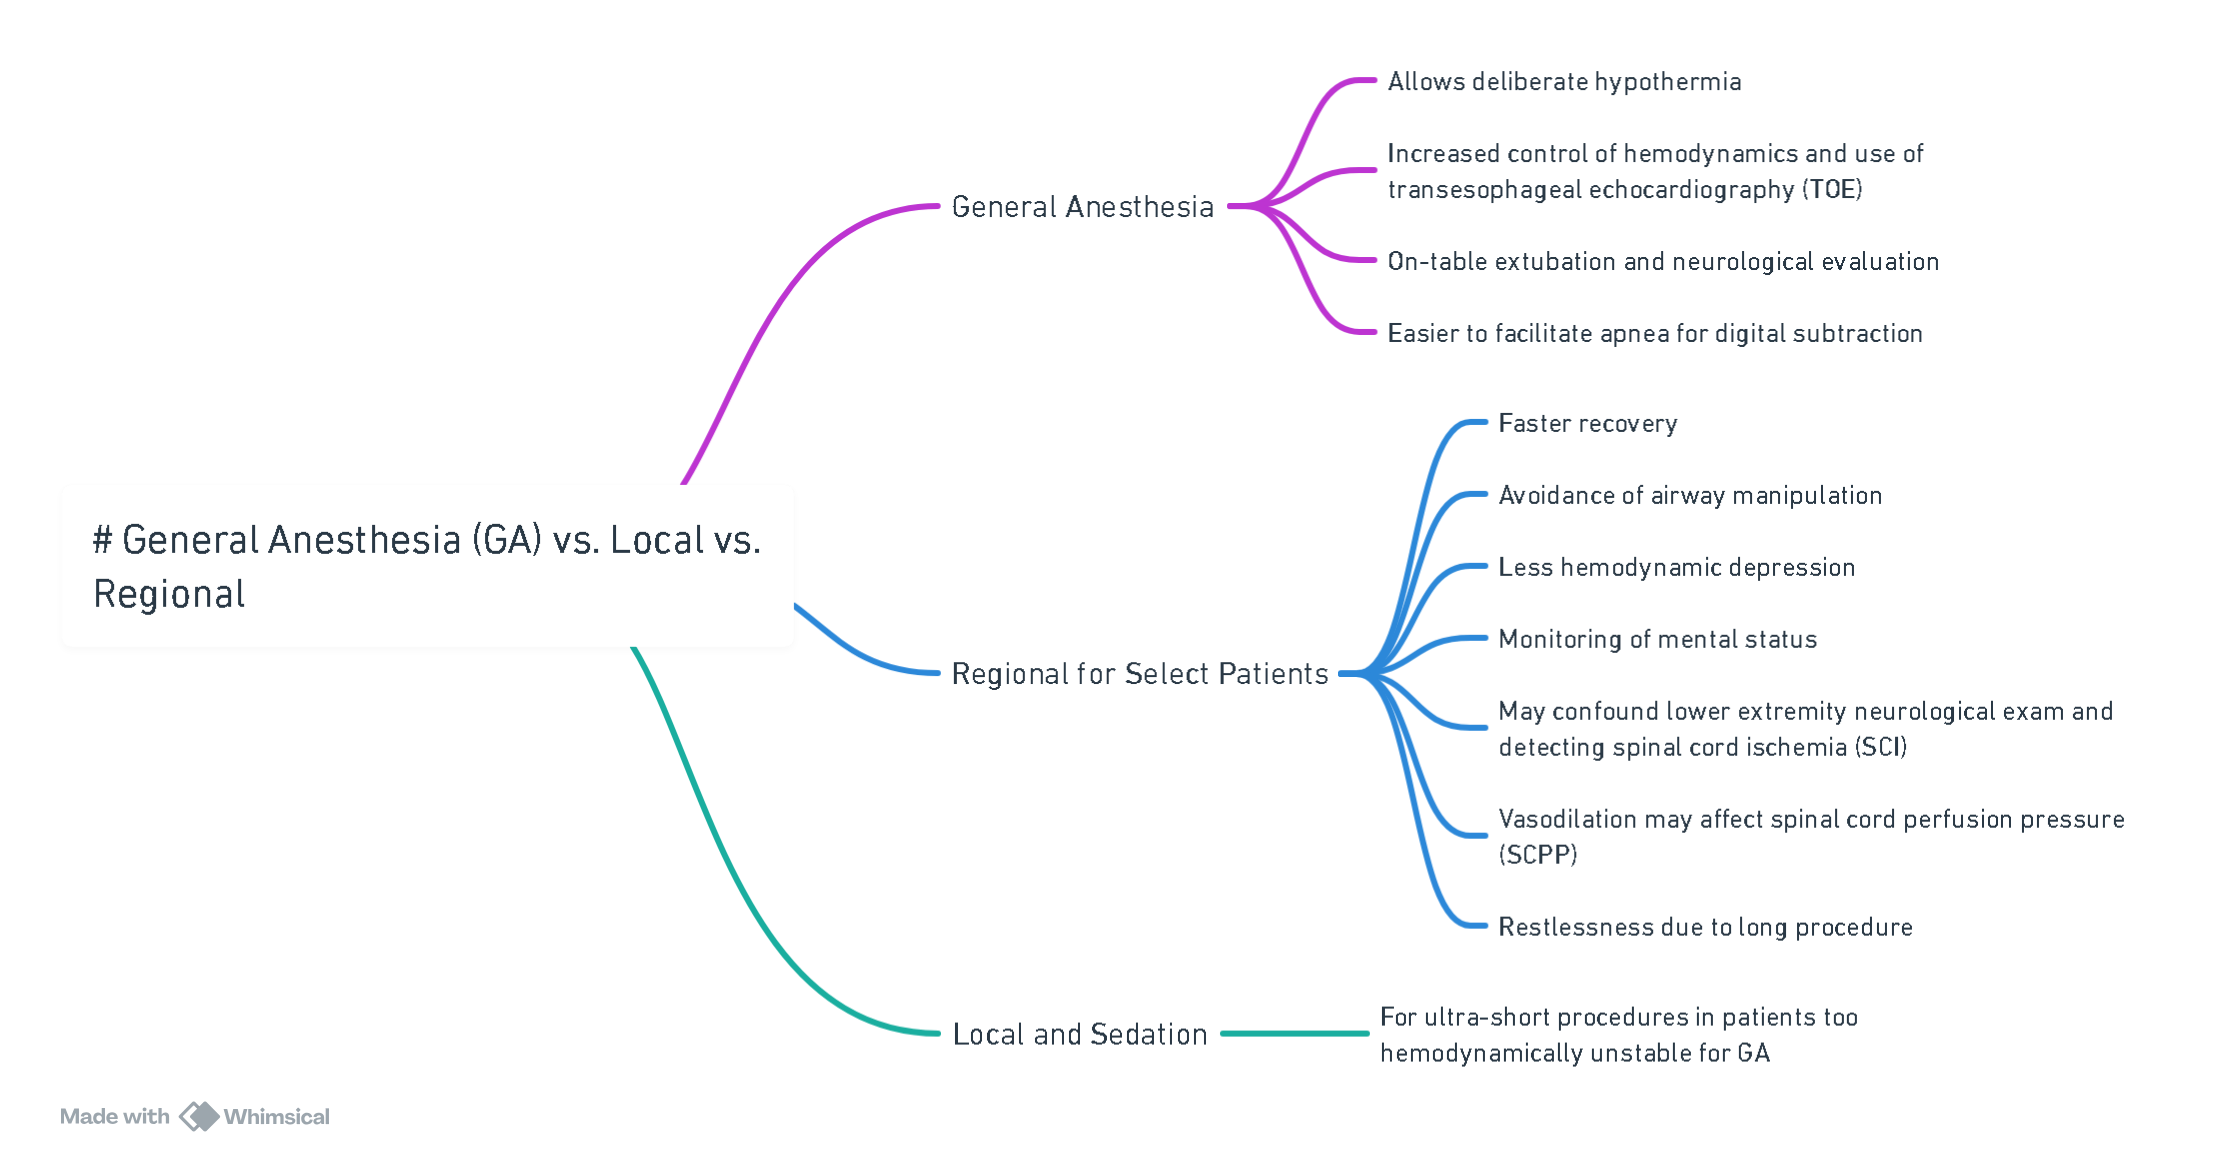 Allows deliberate hypothermia
Increased control of hemodynamics and use of
transesophageal echocardiography (TOE)
General Anesthesia
On-table extubation and neurological evaluation
Easier to facilitate apnea for digital subtraction
# General Anesthesia (GA) vs. Local vs.
Regional
Faster recovery
Avoidance of airway manipulation
Less hemodynamic depression
Monitoring of mental status
Regional for Select Patients
May confound lower extremity neurological exam and
detecting spinal cord ischemia (SCI)
Vasodilation may affect spinal cord perfusion pressure
(SCPP)
Restlessness due to long procedure
Local and Sedation
For ultra-short procedures in patients too
hemodynamically unstable for GA
Made with Whimsical